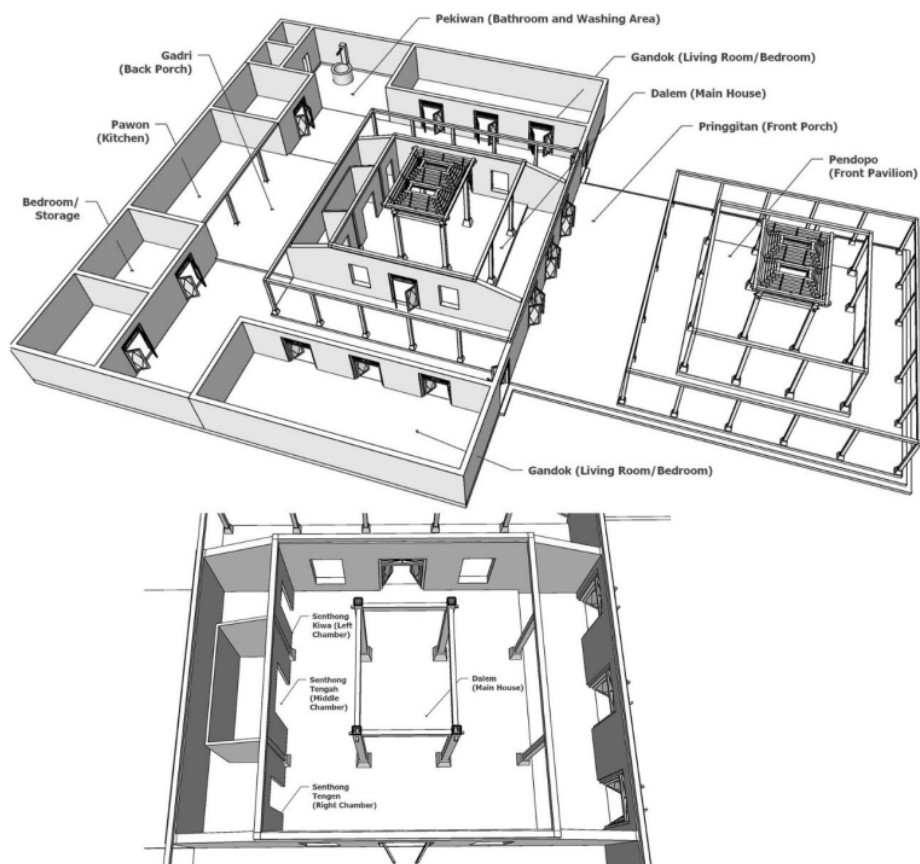 Pekiwan (Bathroom and Washing Area)
Gadri
(Back Porch)
Gandok (Living Room/Bedroom)
Dalem (Main House)
Pawon
(Kitchen)
Pringgitan (Front Porch)
Pendopo
(Front Pavilion)
Bedroom/
Storage
Gandok (Living Room/Bedroom)
Senthong
Kiwa (Left
Chamber)
Senthong
Tengah
(Middle
Chamber)
Dalem
(Main House)
Senthong
Tengen
(Right Chamber)